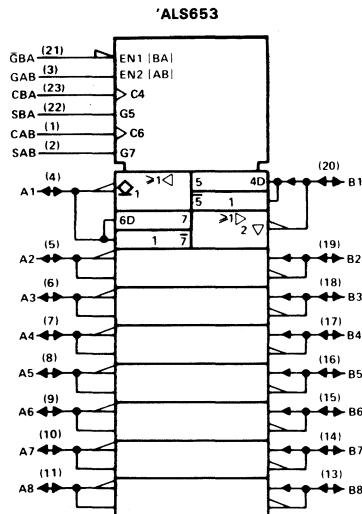 'ALS653
G̅BA (21) EN1 [BA]
GAB (3) EN2 [AB]
CBA (23) C4
SBA (22) G5
CAB (1) C6
SAB (2) G7
(4) (20)
A1 1 ≥1 5 4D B1
5̅ 1
6D 7 ≥1
1 7̅ 2
(5) (19)
A2 B2
(6) (18)
A3 B3
(7) (17)
A4 B4
(8) (16)
A5 B5
(9) (15)
A6 B6
(10) (14)
A7 B7
(11) (13)
A8 B8